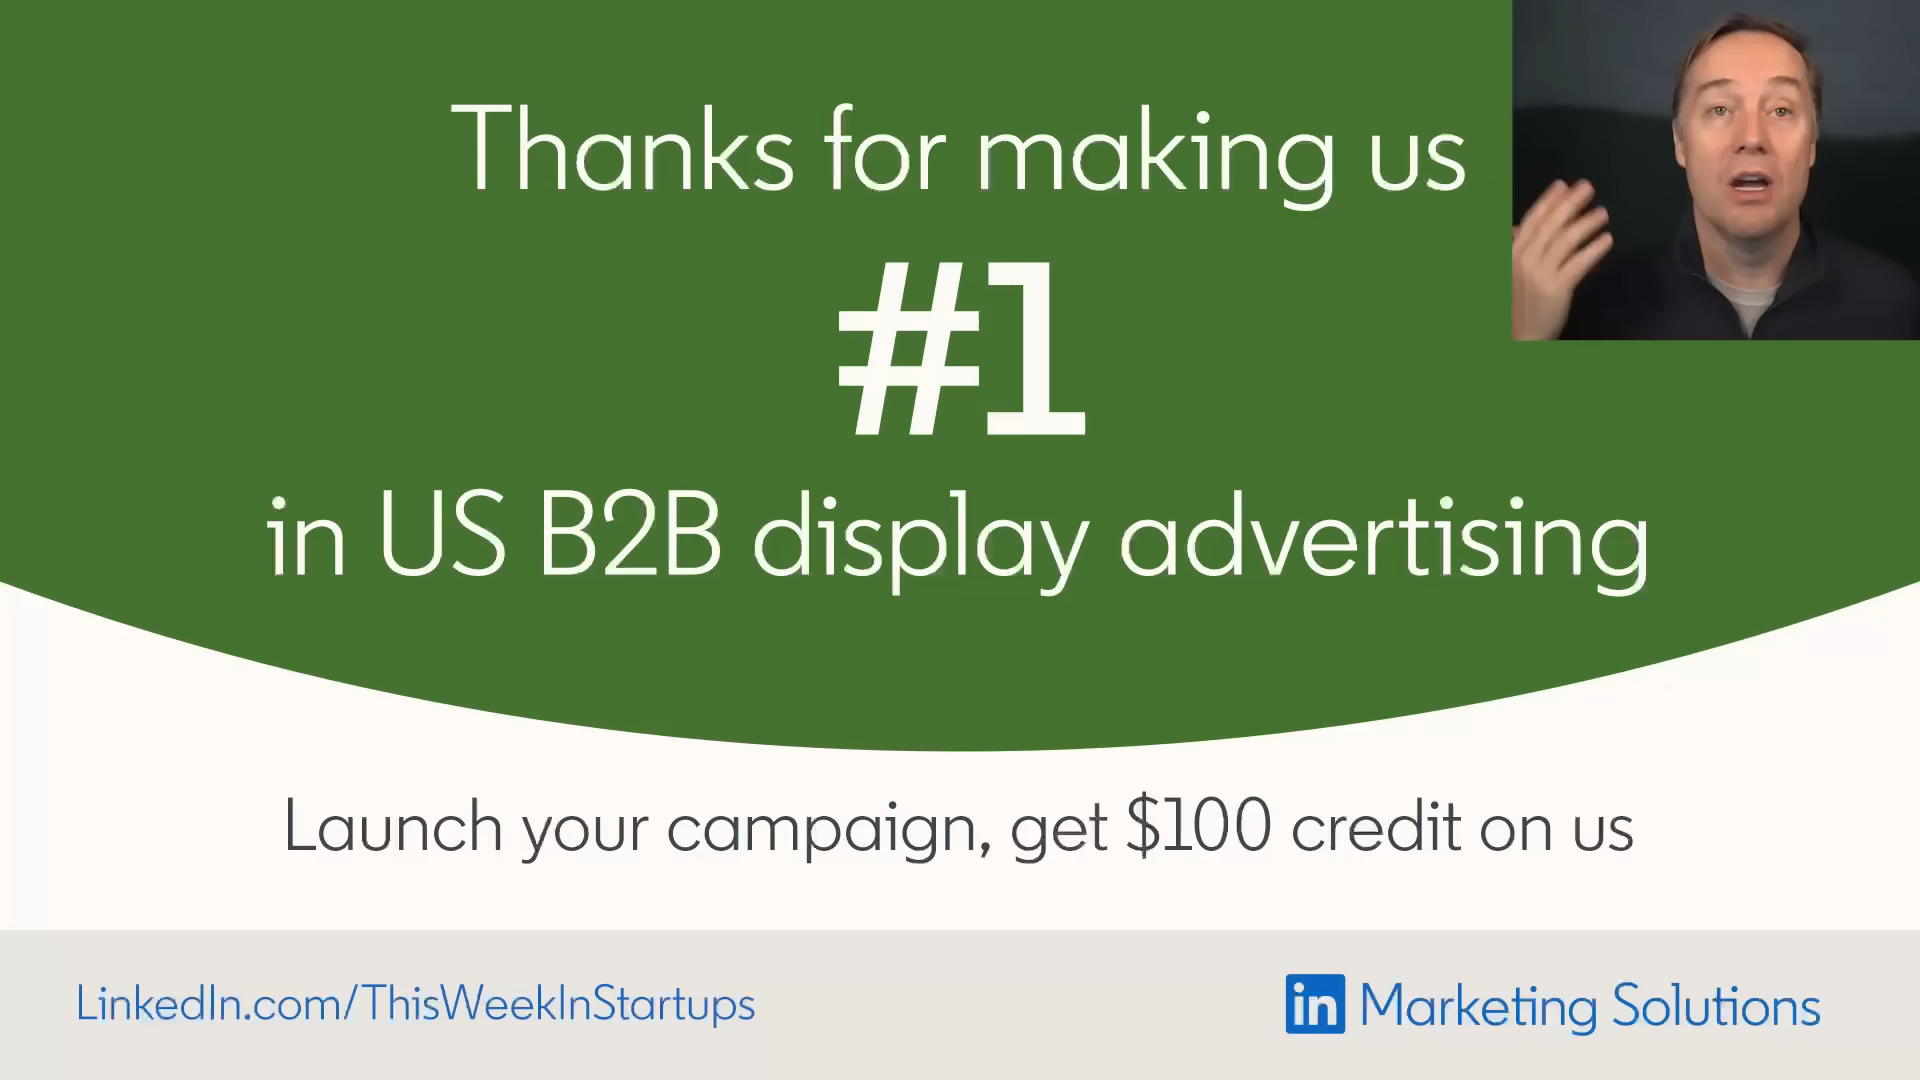 Thanks for making us
#1
in US B2B display advertising
Launch your campaign, get $100 credit on us
LinkedIn.com/ThisWeekInStartups
in Marketing Solutions